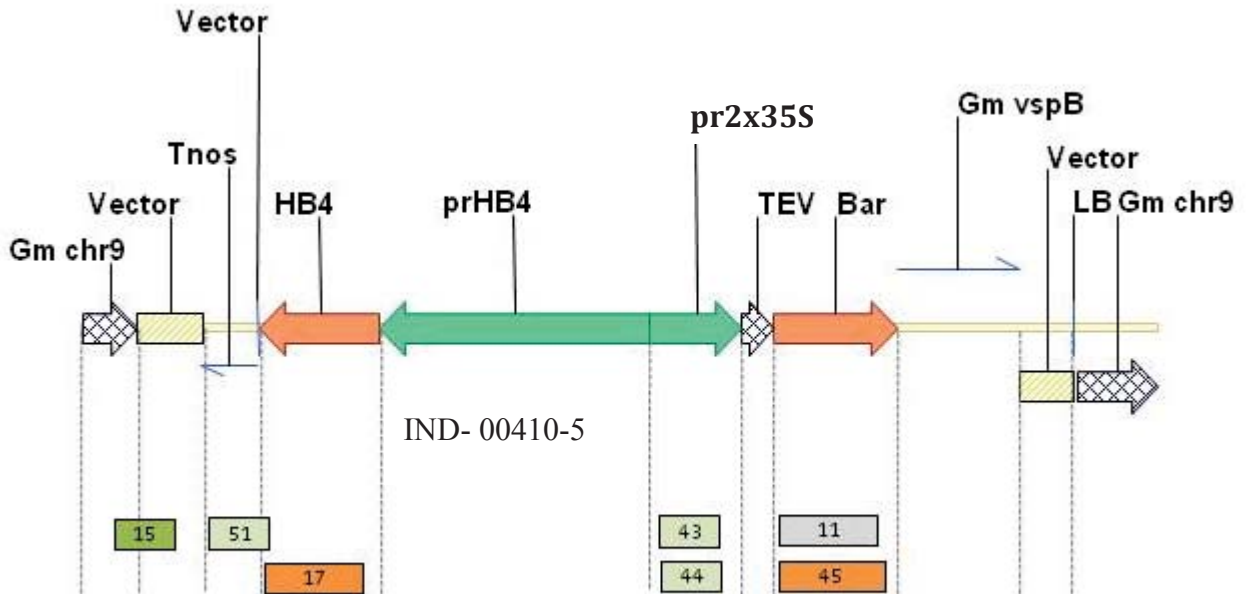 Vector
pr2x35S
Gm vspB
Tnos
Vector
Vector
HB4
prHB4
TEV
Bar
LB
Gm chr9
Gm chr9
IND- 00410-5
15
51
43
11
17
44
45